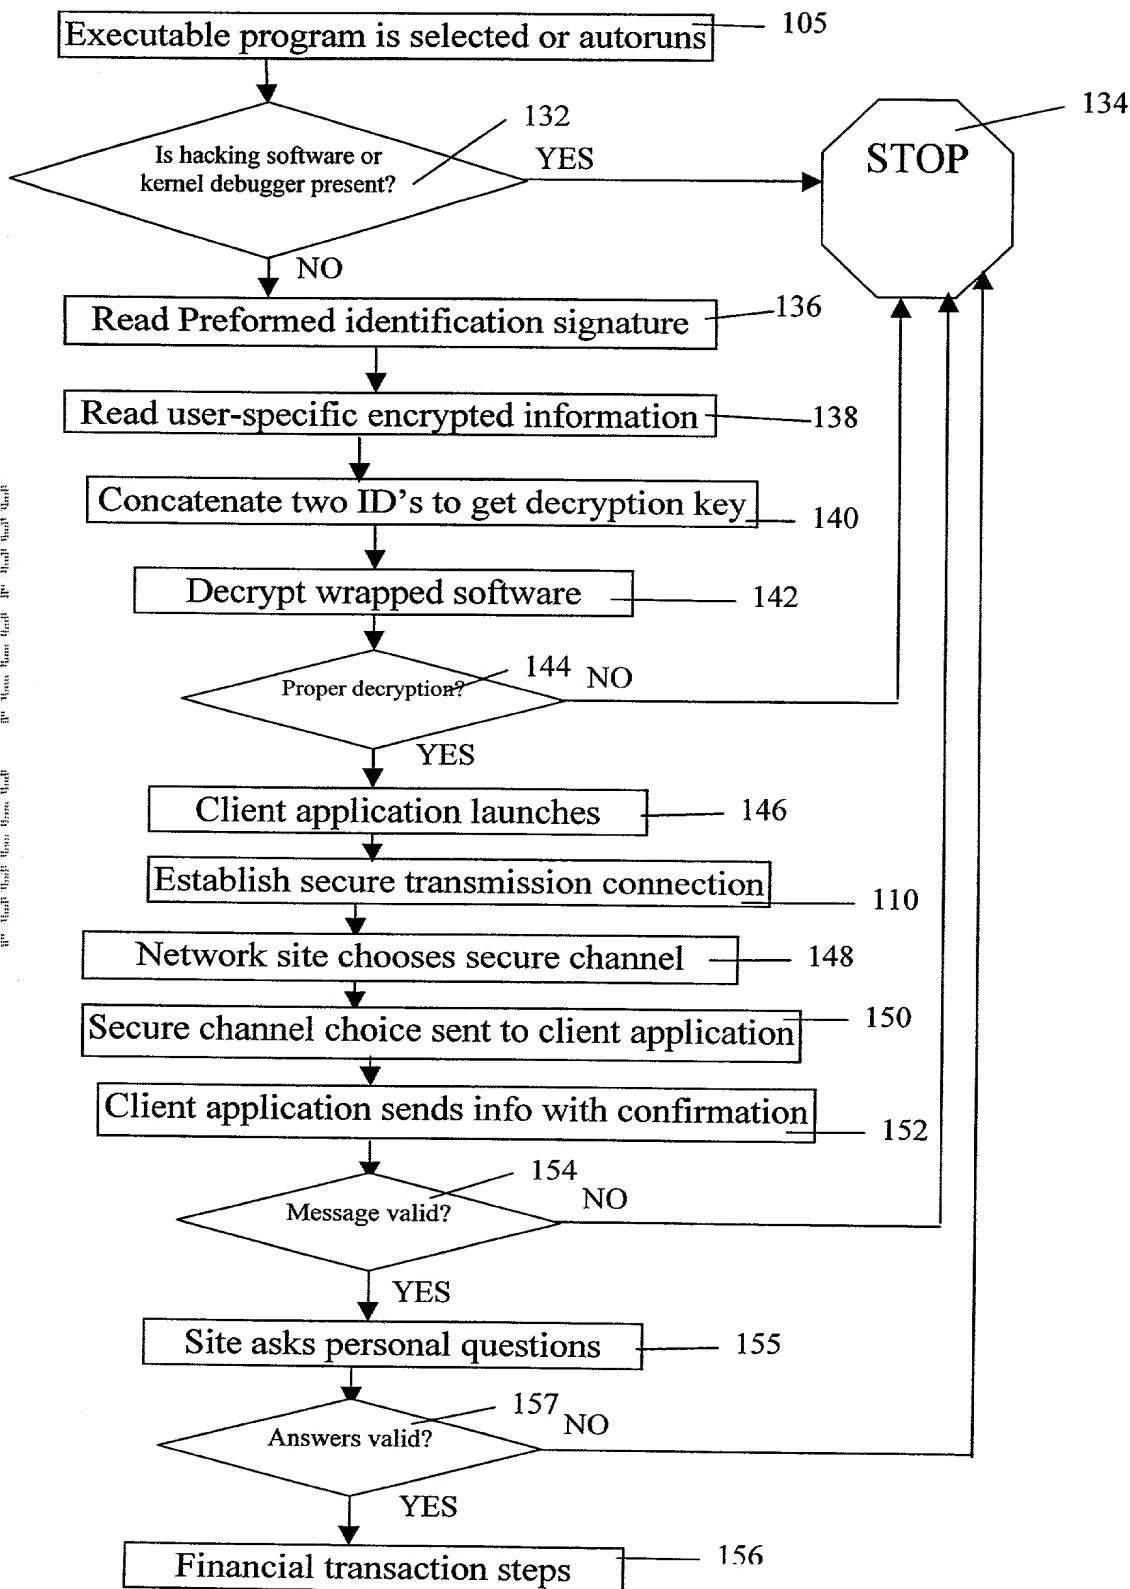 Executable program is selected or autoruns
105
132
134
STOP
Is hacking software or
kernel debugger present?
YES
NO
Read Preformed identification signature
136
Read user-specific encrypted information
138
Concatenate two ID's to get decryption key
140
Decrypt wrapped software
142
144
Proper decryption?
NO
YES
Client application launches
146
Establish secure transmission connection
110
Network site chooses secure channel
148
Secure channel choice sent to client application
150
Client application sends info with confirmation
152
154
Message valid?
NO
YES
Site asks personal questions
155
157
Answers valid?
NO
YES
Financial transaction steps
156